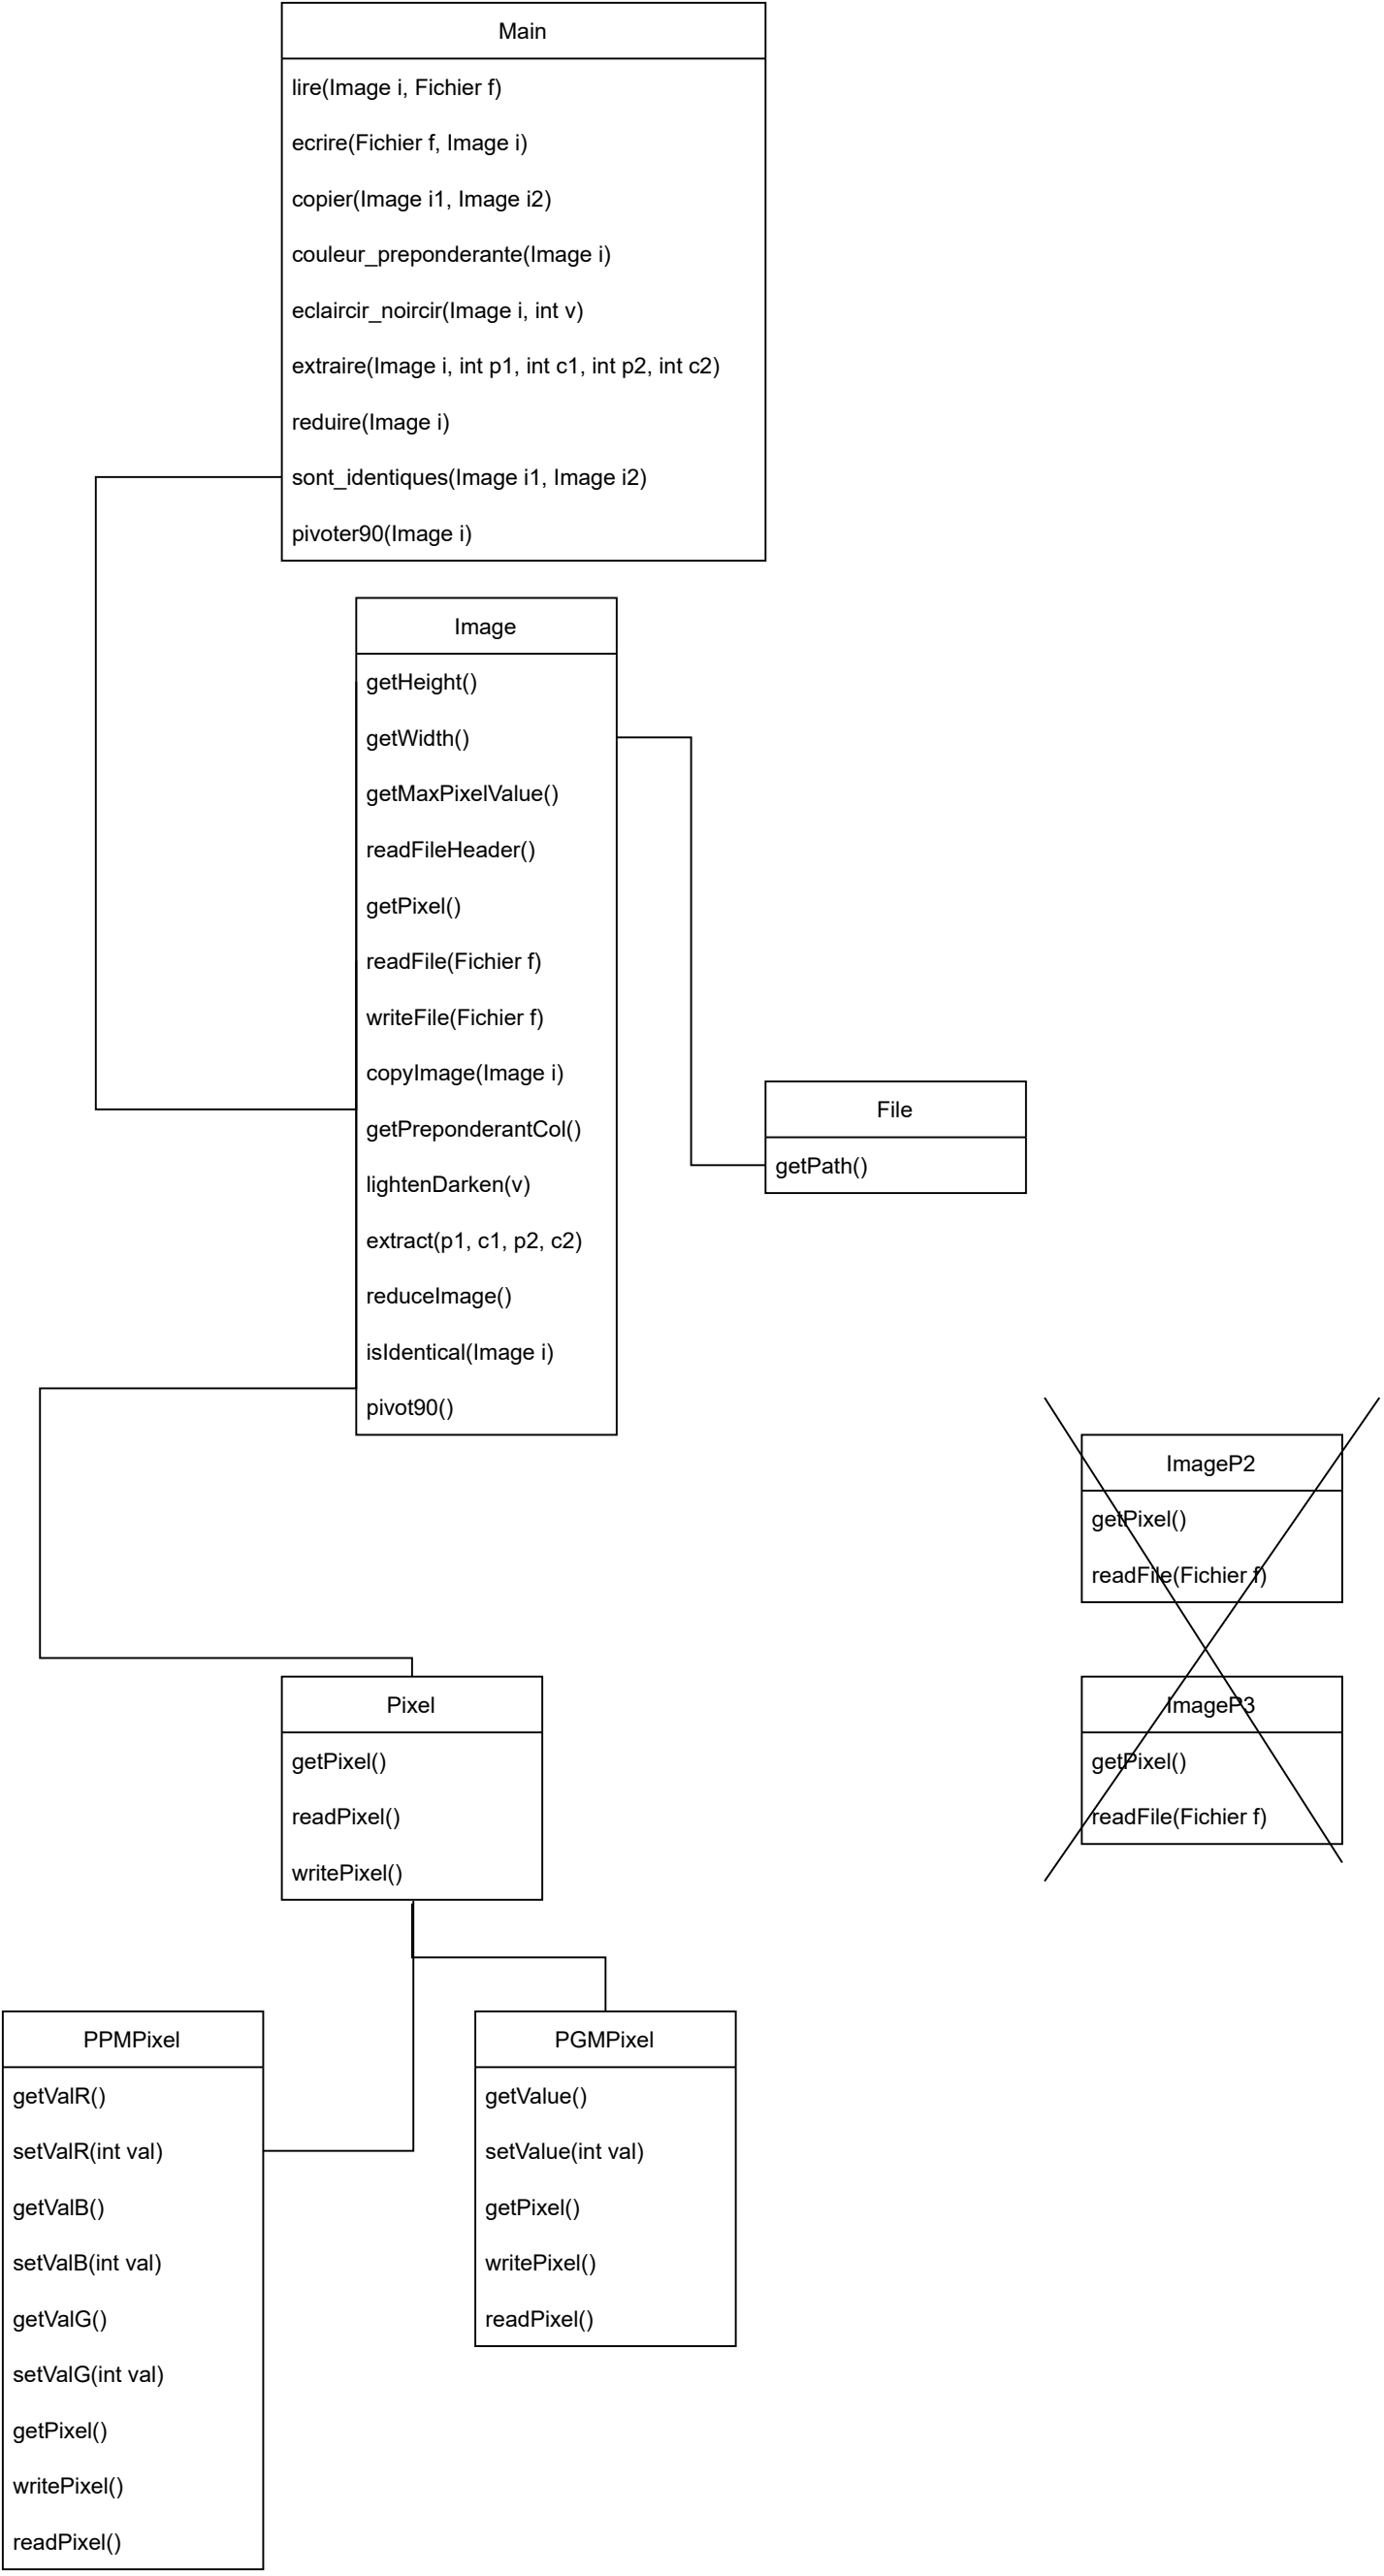 Main
lire(Image i, Fichier f)
ecrire(Fichier f, Image i)
copier(Image i1, Image i2)
couleur_preponderante(Image i)
eclaircir_noircir(Image i, int v)
extraire(Image i, int p1, int c1, int p2, int c2)
reduire(Image i)
sont_identiques(Image i1, Image i2)
pivoter90(Image i)
Image
getHeight()
getWidth()
getMaxPixelValue()
readFileHeader()
getPixel()
readFile(Fichier f)
writeFile(Fichier f)
copyImage(Image i)
getPreponderantCol()
lightenDarken(v)
extract(p1, c1, p2, c2)
reduceImage()
isIdentical(Image i)
pivot90()
File
getPath()
ImageP2
getPixel()
readFile(Fichier f)
ImageP3
getPixel()
readFile(Fichier f)
Pixel
getPixel()
readPixel()
writePixel()
PPMPixel
getValR()
setValR(int val)
getValB()
setValB(int val)
getValG()
setValG(int val)
getPixel()
writePixel()
readPixel()
PGMPixel
getValue()
setValue(int val)
getPixel()
writePixel()
readPixel()